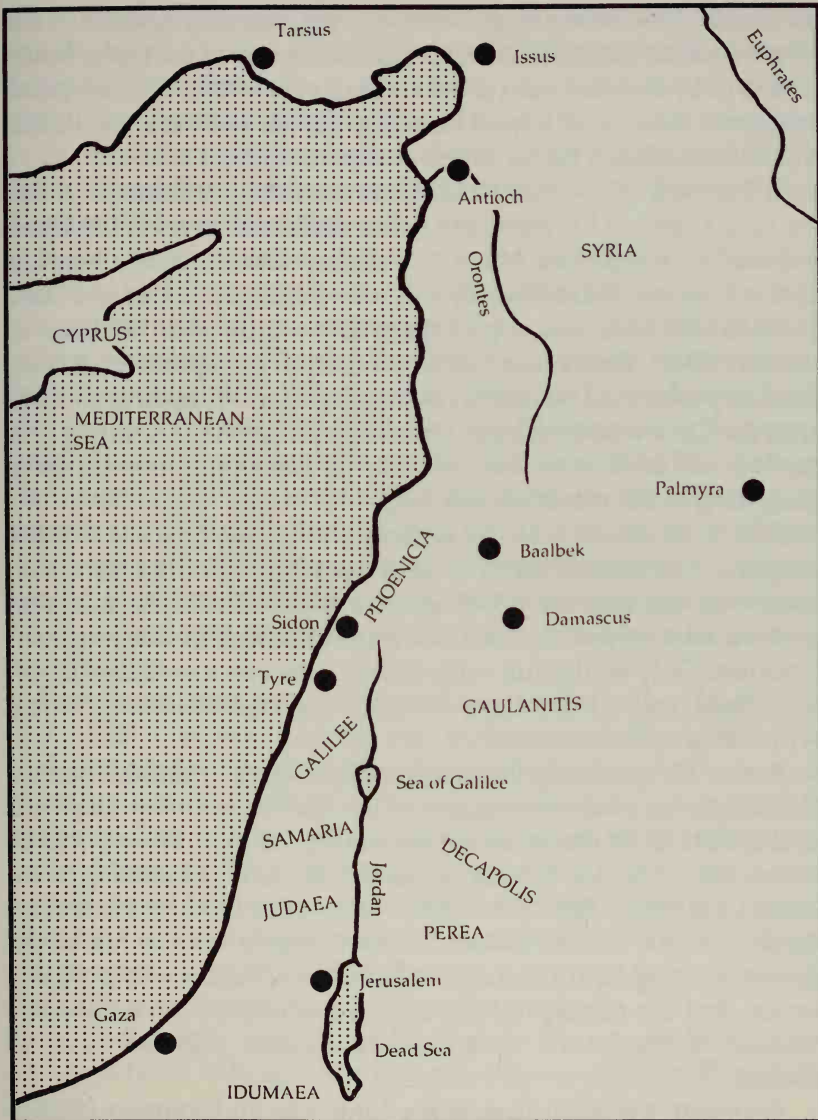 Tarsus
Issus
Euphrates
Antioch
SYRIA
Orontes
CYPRUS
MEDITERRANEAN
SEA
Palmyra
PHOENICIA
Baalbek
Sidon
Damascus
Tyre
GAULANITIS
GALILEE
Sea of Galilee
SAMARIA
DECAPOLIS
Jordan
JUDAEA
PEREA
Jerusalem
Gaza
Dead Sea
IDUMAEA